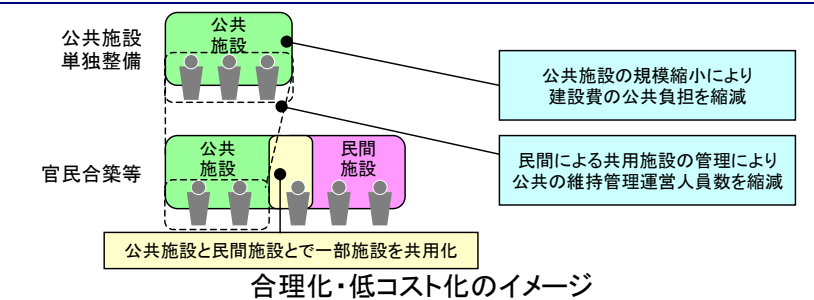 公共施設
単独整備
公共
施設
公共施設の規模縮小により
建設費の公共負担を縮減
官民合築等
公共
施設
民間
施設
民間による共用施設の管理により
公共の維持管理運営人員数を縮減
公共施設と民間施設とで一部施設を共用化
合理化・低コスト化のイメージ